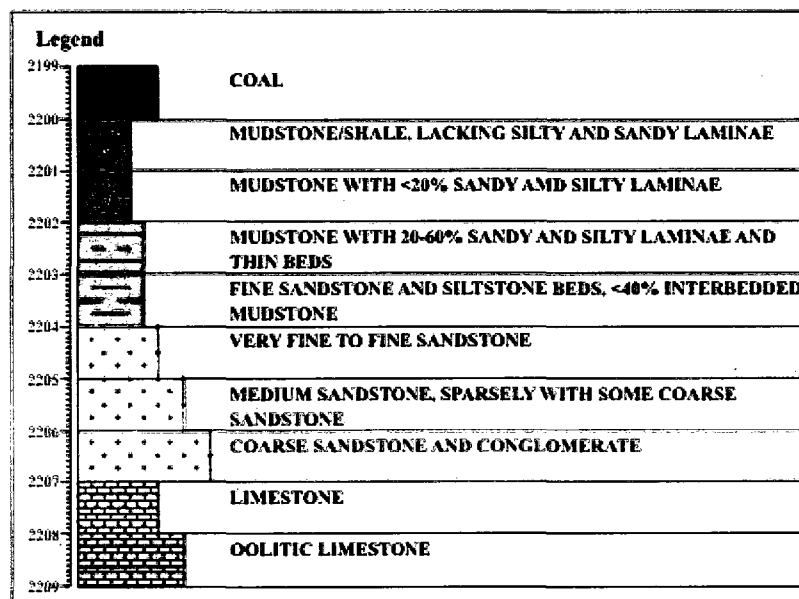 Legend
2199
COAL
2200
MUDSTONE/SHALE, LACKING SILTY AND SANDY LAMINAE
2201
MUDSTONE WITH <20% SANDY AMD SILTY LAMINAE
2202
MUDSTONE WITH 20-60% SANDY AND SILTY LAMINAE AND
THIN BEDS
2203
FINE SANDSTONE AND SILTSTONE BEDS, <40% INTERBEDDED
MUDSTONE
2204
VERY FINE TO FINE SANDSTONE
2205
MEDIUM SANDSTONE, SPARSELY WITH SOME COARSE
SANDSTONE
2206
COARSE SANDSTONE AND CONGLOMERATE
2207
LIMESTONE
2208
OOLITIC LIMESTONE
2209